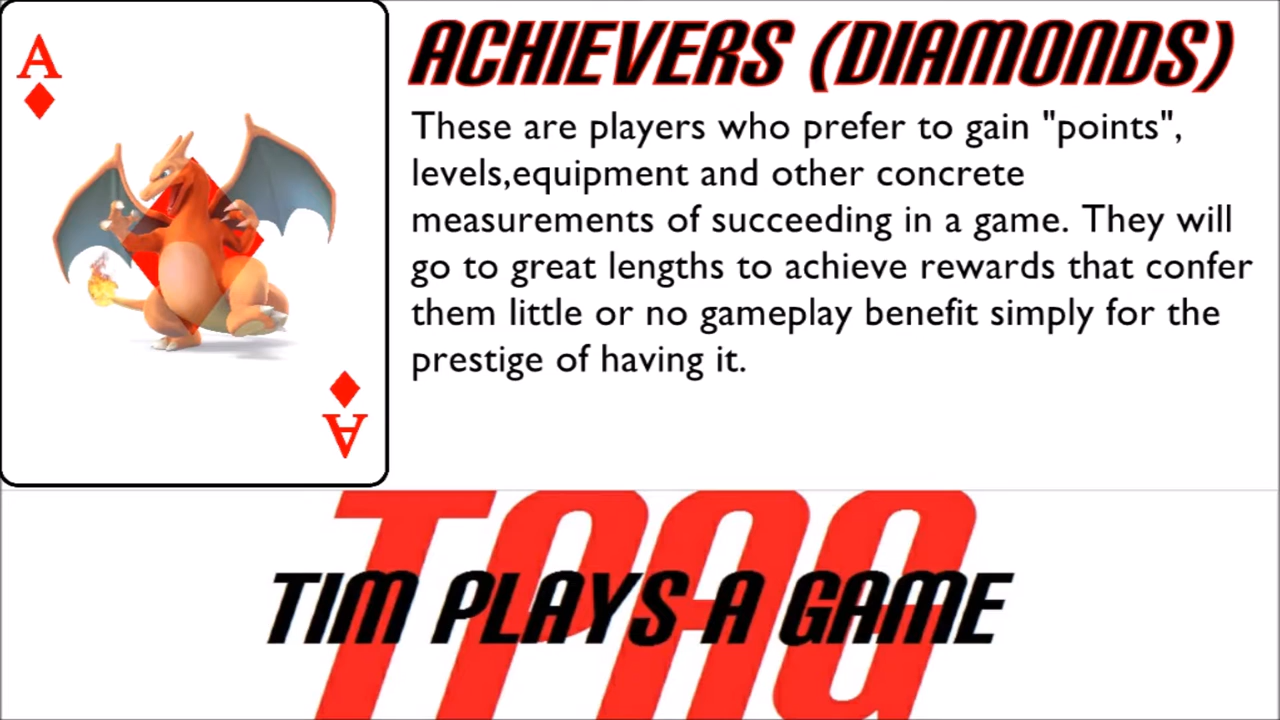 A
ACHIEVERS (DIAMONDS)
These are players who prefer to gain "points",
levels,equipment and other concrete
measurements of succeeding in a game. They will
go to great lengths to achieve rewards that confer
them little or no gameplay benefit simply for the
prestige of having it.
A
TPAG
TIM PLAYS A GAME